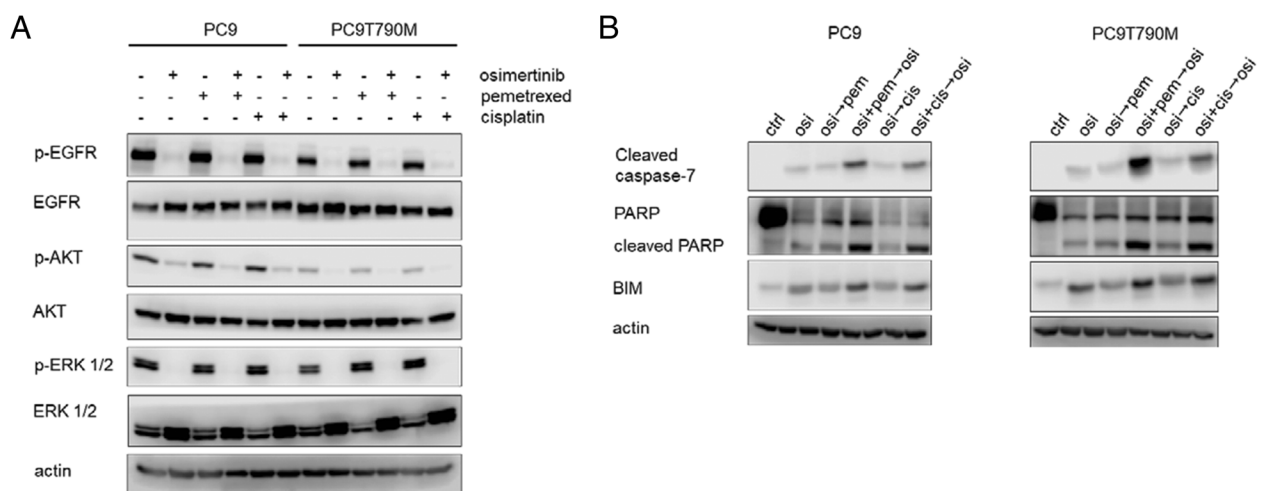 A
PC9 PC9T790M
- + - + - + - + - + - + osimertinib
- - + + - - - - + + - - pemetrexed
- - - - + + - - - - + + cisplatin
p-EGFR
EGFR
p-AKT
AKT
p-ERK 1/2
ERK 1/2
actin
B
PC9 PC9T790M
ctrl osi osi→pem osi+pem→osi osi→cis osi+cis→osi ctrl osi osi→pem osi+pem→osi osi→cis osi+cis→osi
Cleaved
caspase-7
PARP
cleaved PARP
BIM
actin